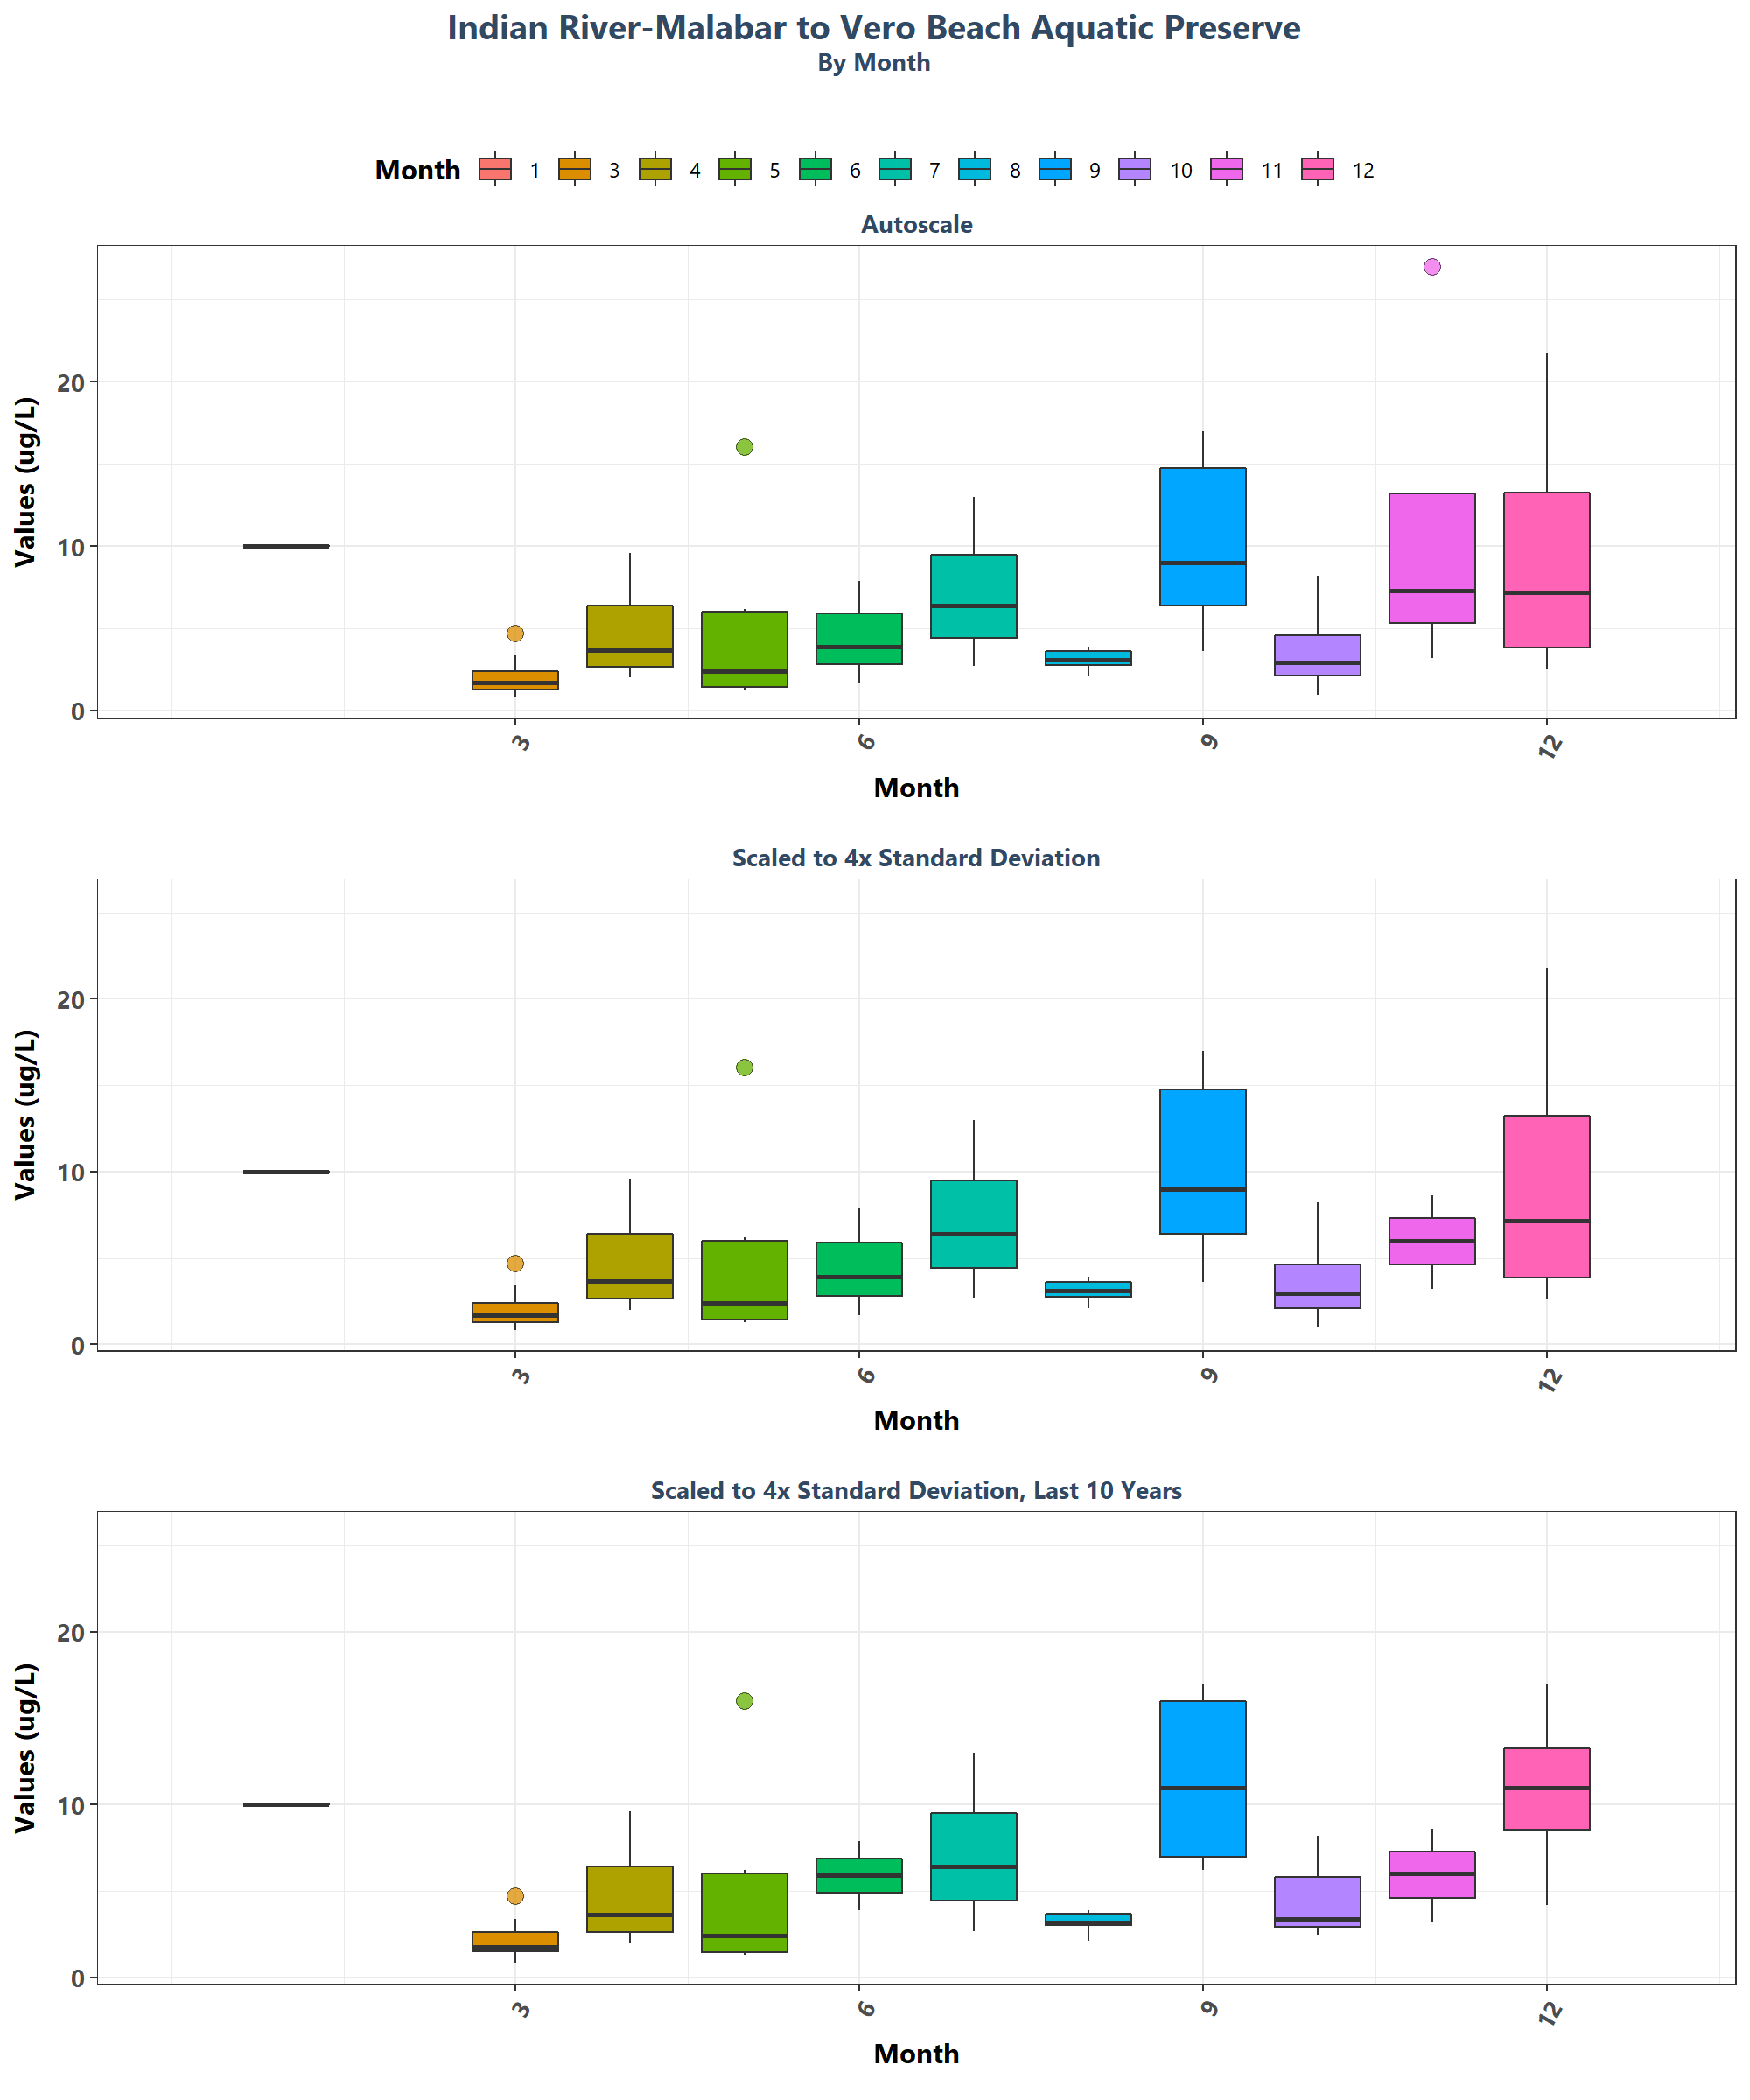 Indian River-Malabar to Vero Beach Aquatic Preserve
By Month
Month 1 3 4 5 6 7 8 9 10 11 12
Autoscale
Values (ug/L)
20
10
0
3 6 9 12
Month
Scaled to 4x Standard Deviation
Values (ug/L)
20
10
0
3 6 9 12
Month
Scaled to 4x Standard Deviation, Last 10 Years
Values (ug/L)
20
10
0
3 6 9 12
Month